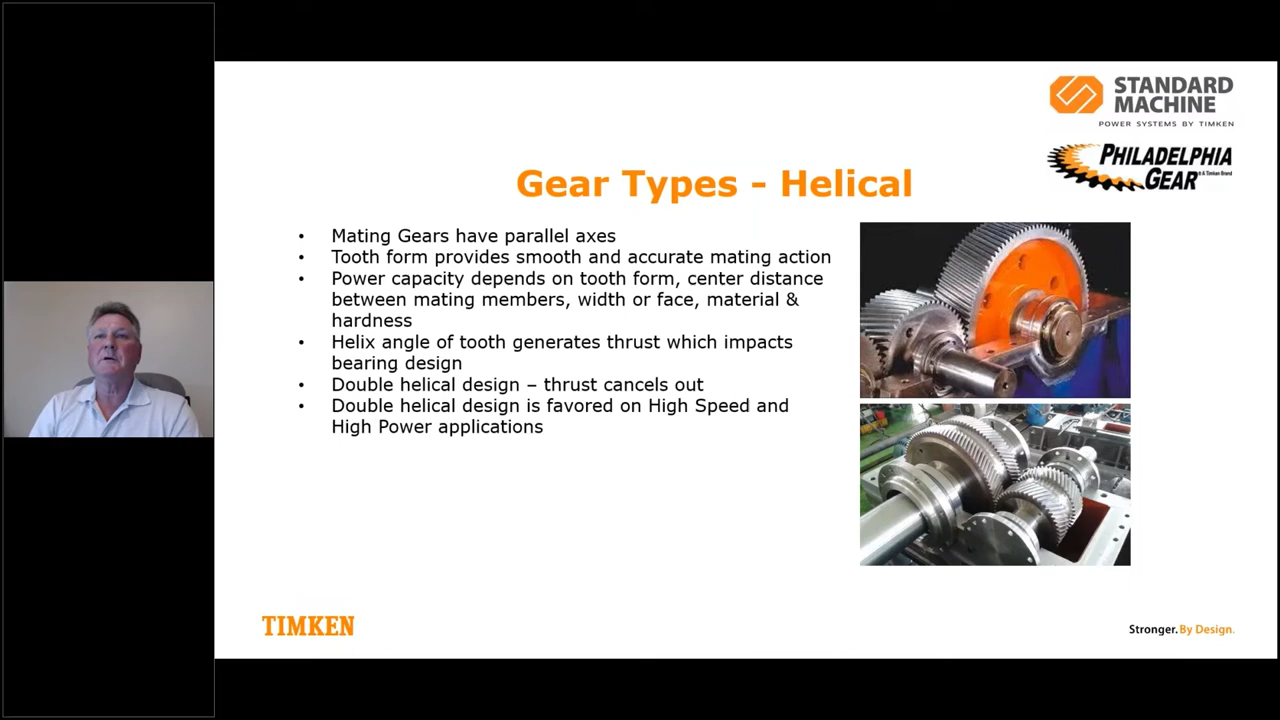 STANDARD
MACHINE
POWER SYSTEMS BY TIMKEN
PHILADELPHIA
GEAR
A Timken Brand
Gear Types - Helical
• Mating Gears have parallel axes
• Tooth form provides smooth and accurate mating action
• Power capacity depends on tooth form, center distance
between mating members, width or face, material &
hardness
• Helix angle of tooth generates thrust which impacts
bearing design
• Double helical design – thrust cancels out
• Double helical design is favored on High Speed and
High Power applications
TIMKEN
Stronger. By Design.